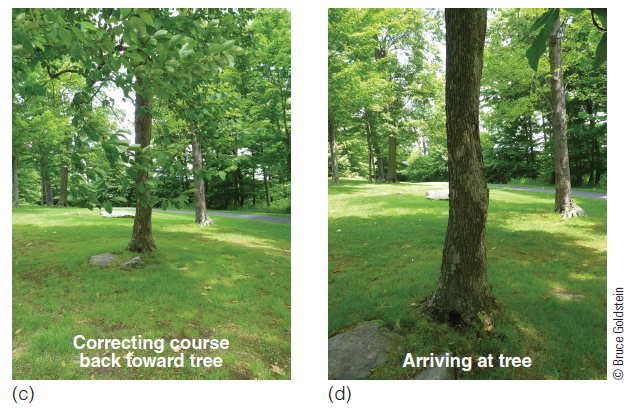 Correcting course
back toward tree
Arriving at tree
(c)
(d)
© Bruce Goldstein